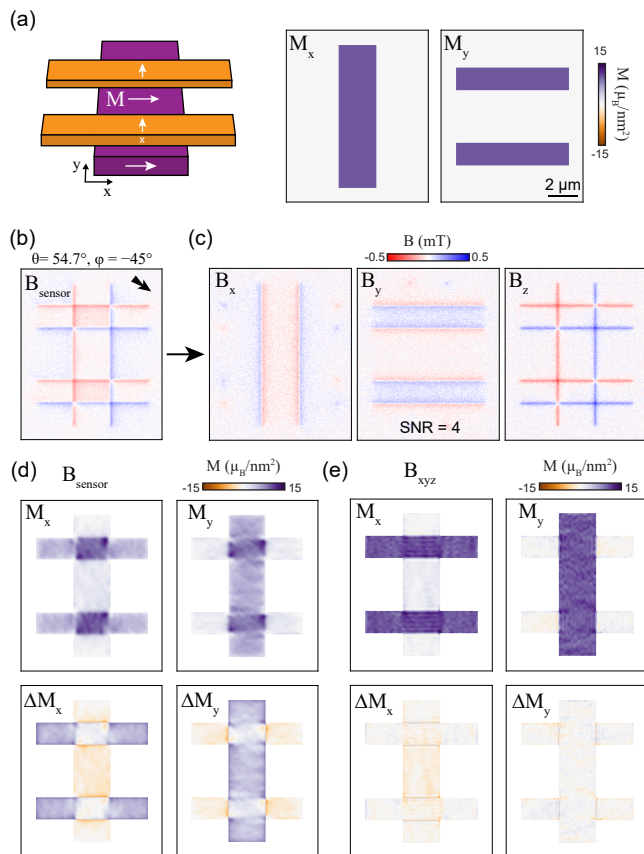 (a)
M
x
y
x
Mx
My
2 μm
15
-15
M (μB/nm²)
(b)
θ= 54.7°, φ = −45°
Bsensor
(c)
B (mT)
-0.5
0.5
Bx
By
SNR = 4
Bz
(d)
Bsensor
M (μB/nm²)
-15
15
Mx
My
ΔMx
ΔMy
(e)
Bxyz
M (μB/nm²)
-15
15
Mx
My
ΔMx
ΔMy